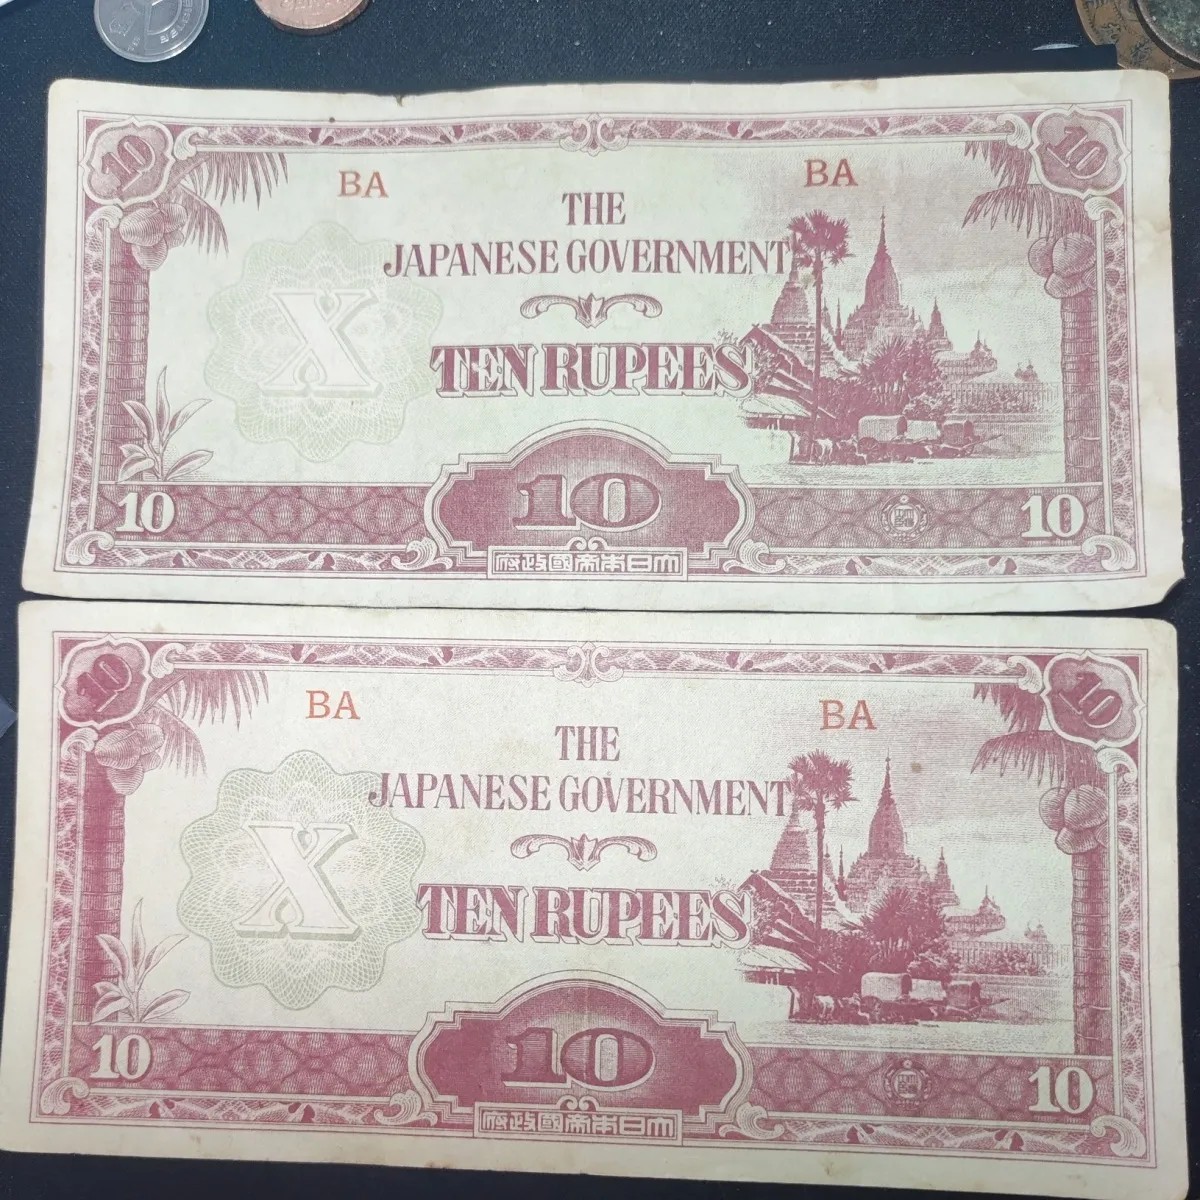 10
10
BA
BA
THE
JAPANESE GOVERNMENT
X
TEN RUPEES
10
10
10
府政國帝本日大
10
10
BA
BA
THE
JAPANESE GOVERNMENT
X
TEN RUPEES
10
10
10
府政國帝本日大